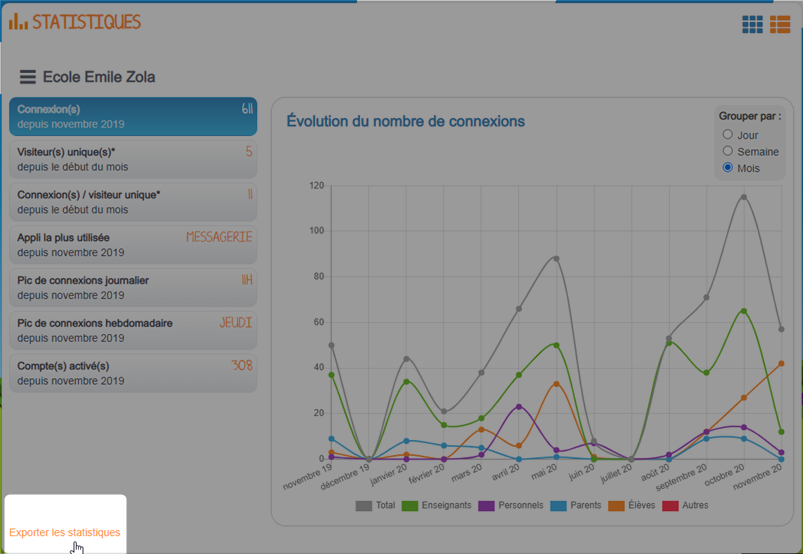 STATISTIQUES
Ecole Emile Zola
Connexion(s) 611
depuis novembre 2019
Visiteur(s) unique(s)* 5
depuis le début du mois
Connexion(s) / visiteur unique* 11
depuis le début du mois
Appli la plus utilisée MESSAGERIE
depuis novembre 2019
Pic de connexions journalier 11H
depuis novembre 2019
Pic de connexions hebdomadaire JEUDI
depuis novembre 2019
Compte(s) activé(s) 308
depuis novembre 2019
Exporter les statistiques
Évolution du nombre de connexions
Grouper par :
Jour
Semaine
Mois
120
100
80
60
40
20
0
novembre 19 décembre 19 janvier 20 février 20 mars 20 avril 20 mai 20 juin 20 juillet 20 août 20 septembre 20 octobre 20 novembre 20
Total Enseignants Personnels Parents Élèves Autres